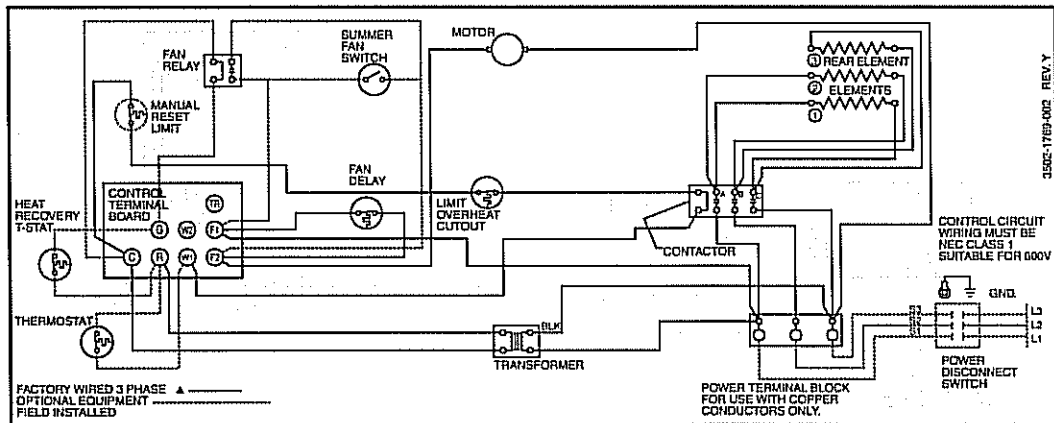 MOTOR
SUMMER
FAN
SWITCH
FAN
RELAY
3 REAR ELEMENT
2 ELEMENTS
1
MANUAL
RESET
LIMIT
FAN
DELAY
CONTROL
TERMINAL
BOARD
TR
HEAT
RECOVERY
T-STAT
G W2 F1
C R W1 F2
LIMIT
OVERHEAT
CUTOUT
A B
CONTACTOR
CONTROL CIRCUIT
WIRING MUST BE
NEC CLASS 1
SUITABLE FOR 600V
GND.
THERMOSTAT
BLK
TRANSFORMER
L3
L2
L1
POWER
DISCONNECT
SWITCH
POWER TERMINAL BLOCK
FOR USE WITH COPPER
CONDUCTORS ONLY.
FACTORY WIRED 3 PHASE ▲
OPTIONAL EQUIPMENT
FIELD INSTALLED
3502-1769-002 REV. Y